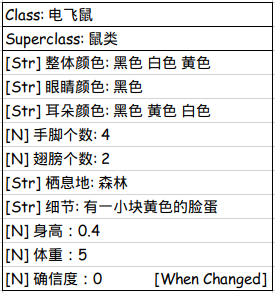 Class: 电飞鼠
Superclass: 鼠类
[Str] 整体颜色: 黑色 白色 黄色
[Str] 眼睛颜色: 黑色
[Str] 耳朵颜色: 黑色 黄色 白色
[N] 手脚个数: 4
[N] 翅膀个数: 2
[Str] 栖息地: 森林
[Str] 细节: 有一小块黄色的脸蛋
[N] 身高：0.4
[N] 体重：5
[N] 确信度：0 [When Changed]